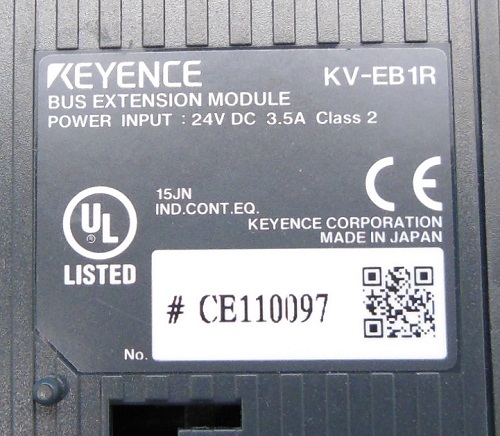 KEYENCE KV-EB1R
BUS EXTENSION MODULE
POWER INPUT : 24V DC 3.5A Class 2
UL
LISTED
15JN
IND.CONT.EQ.
CE
KEYENCE CORPORATION
MADE IN JAPAN
No. # CE110097